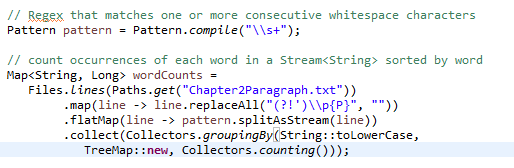 // Regex that matches one or more consecutive whitespace characters
Pattern pattern = Pattern.compile("\\s+");
// count occurrences of each word in a Stream<String> sorted by word
Map<String, Long> wordCounts =
Files.lines(Paths.get("Chapter2Paragraph.txt"))
.map(line -> line.replaceAll("(?!')\\p{P}", ""))
.flatMap(line -> pattern.splitAsStream(line))
.collect(Collectors.groupingBy(String::toLowerCase,
TreeMap::new, Collectors.counting()));